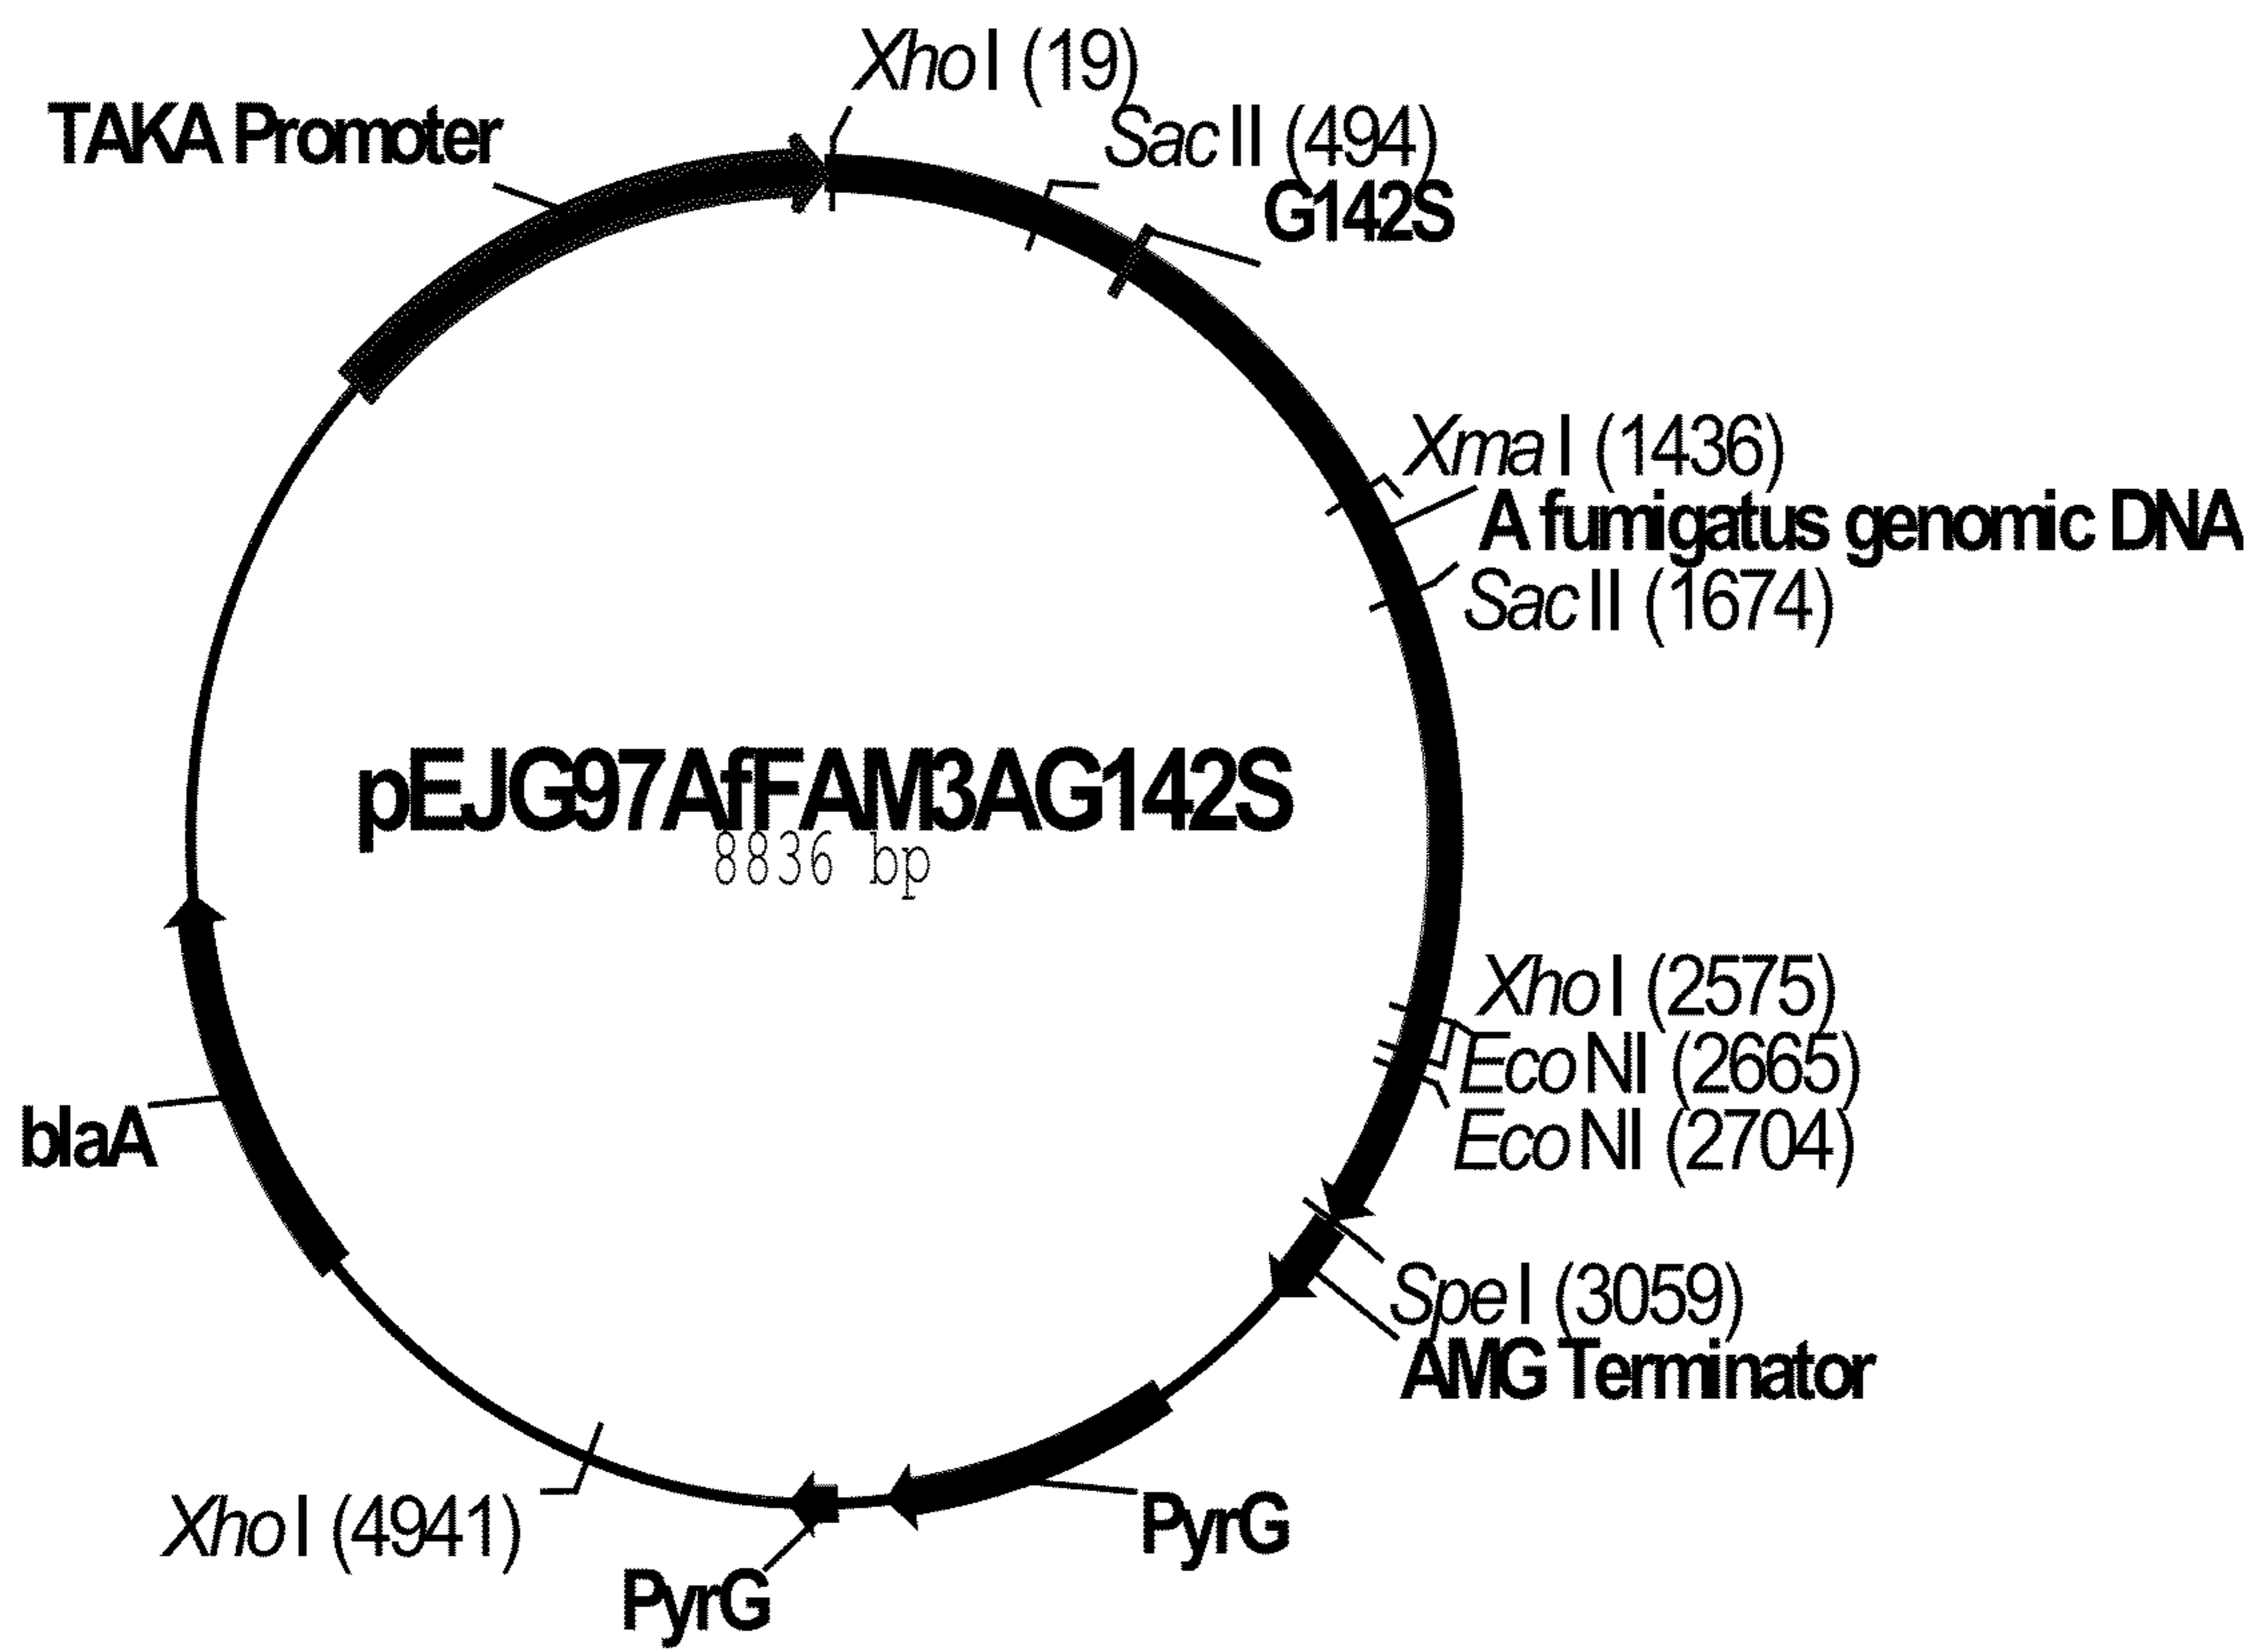 XhoI (19)
TAKA Promoter
SacII (494)
G142S
XmaI (1436)
A fumigatus genomic DNA
SacII (1674)
pEJG97AfFAM3AG142S
8836 bp
XhoI (2575)
EcoNI (2665)
EcoNI (2704)
blaA
SpeI (3059)
AMG Terminator
XhoI (4941)
PyrG
PyrG